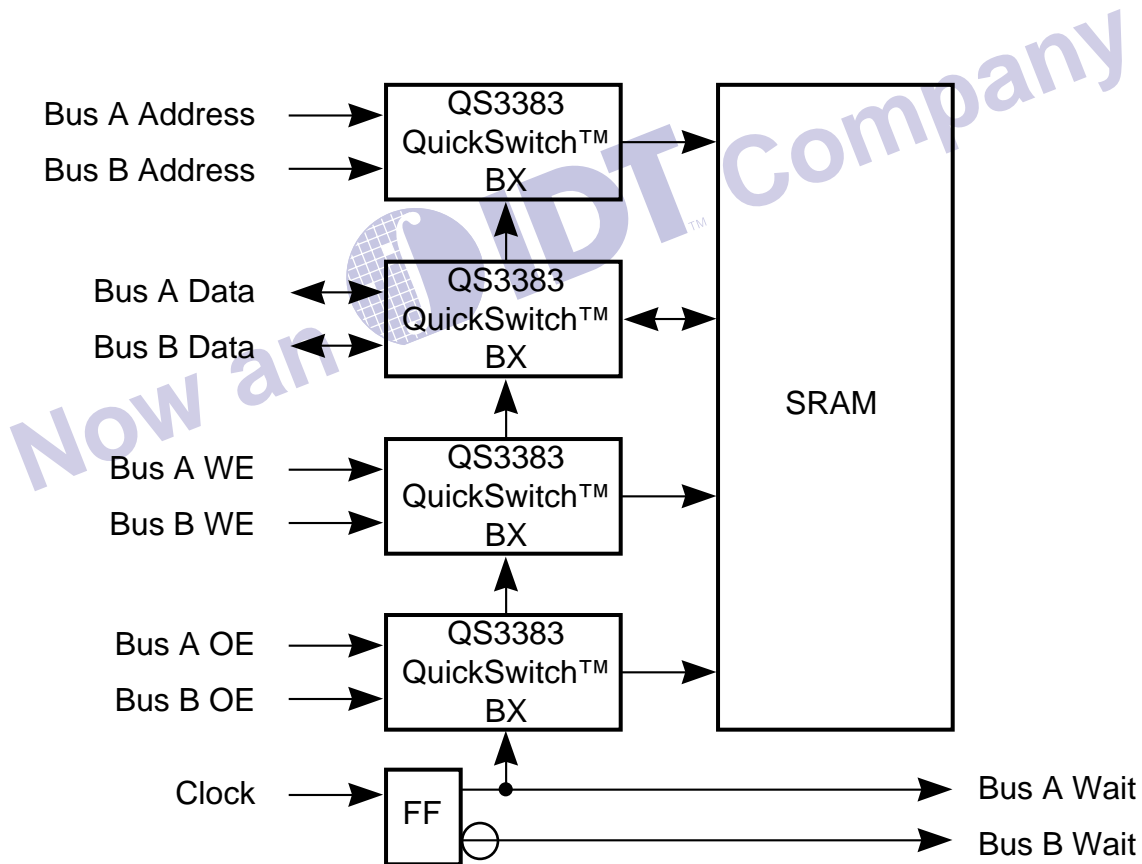 Now an IDT™ Company
Bus A Address
Bus B Address
QS3383
QuickSwitch™
BX
Bus A Data
Bus B Data
QS3383
QuickSwitch™
BX
SRAM
Bus A WE
Bus B WE
QS3383
QuickSwitch™
BX
Bus A OE
Bus B OE
QS3383
QuickSwitch™
BX
Clock
FF
Bus A Wait
Bus B Wait